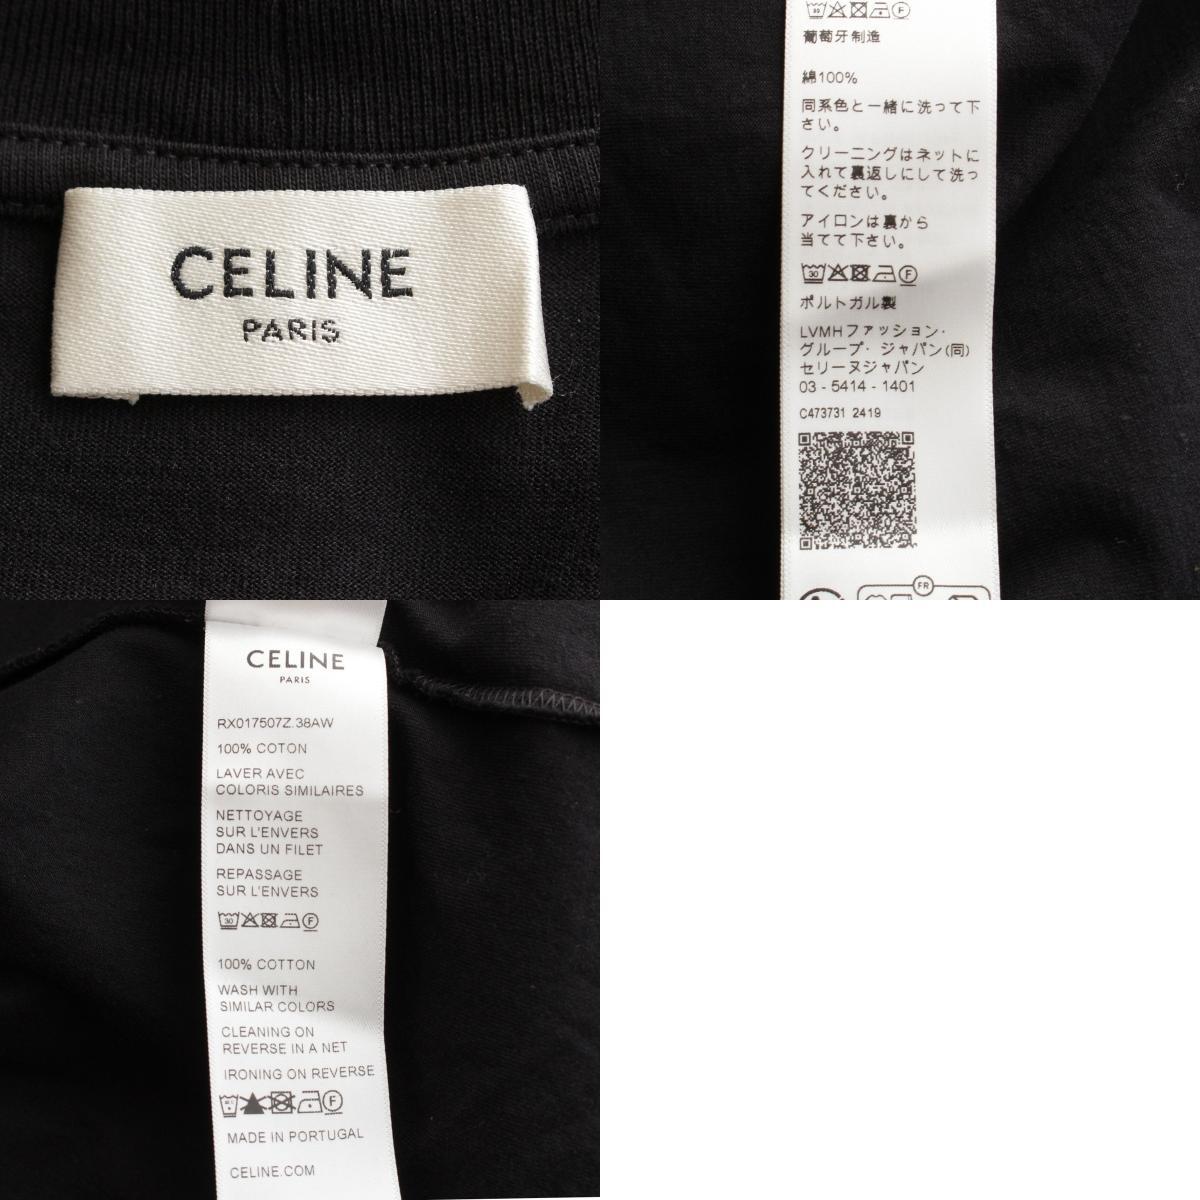 CELINE
PARIS
葡萄牙制造
綿100%
同系色と一緒に洗って下
さい。
クリーニングはネットに
入れて裏返しにして洗っ
てください。
アイロンは裏から
当てて下さい。
30
F
ポルトガル製
LVMHファッション・
グループ・ジャパン(同)
セリーヌジャパン
03 - 5414 - 1401
C473731 2419
FR
CELINE
PARIS
RX017507Z.38AW
100% COTON
LAVER AVEC
COLORIS SIMILAIRES
NETTOYAGE
SUR L'ENVERS
DANS UN FILET
REPASSAGE
SUR L'ENVERS
30
F
100% COTTON
WASH WITH
SIMILAR COLORS
CLEANING ON
REVERSE IN A NET
IRONING ON REVERSE
F
MADE IN PORTUGAL
CELINE.COM